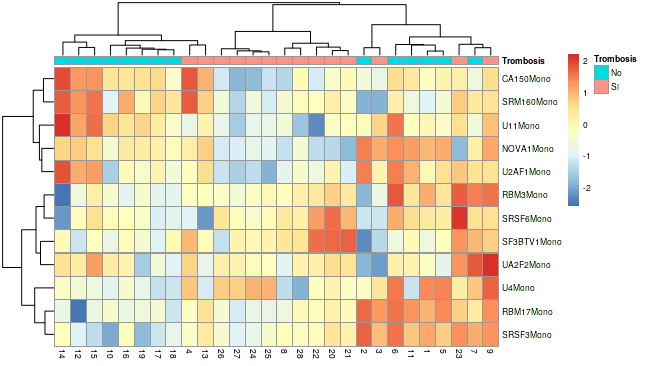 Trombosis
CA150Mono
SRM160Mono
U11Mono
NOVA1Mono
U2AF1Mono
RBM3Mono
SRSF6Mono
SF3BTV1Mono
UA2F2Mono
U4Mono
RBM17Mono
SRSF3Mono
14 12 15 10 16 19 17 18 4 13 26 27 24 25 8 28 22 20 21 2 3 6 11 1 5 23 7 9
2
1
0
-1
-2
Trombosis
No
SI